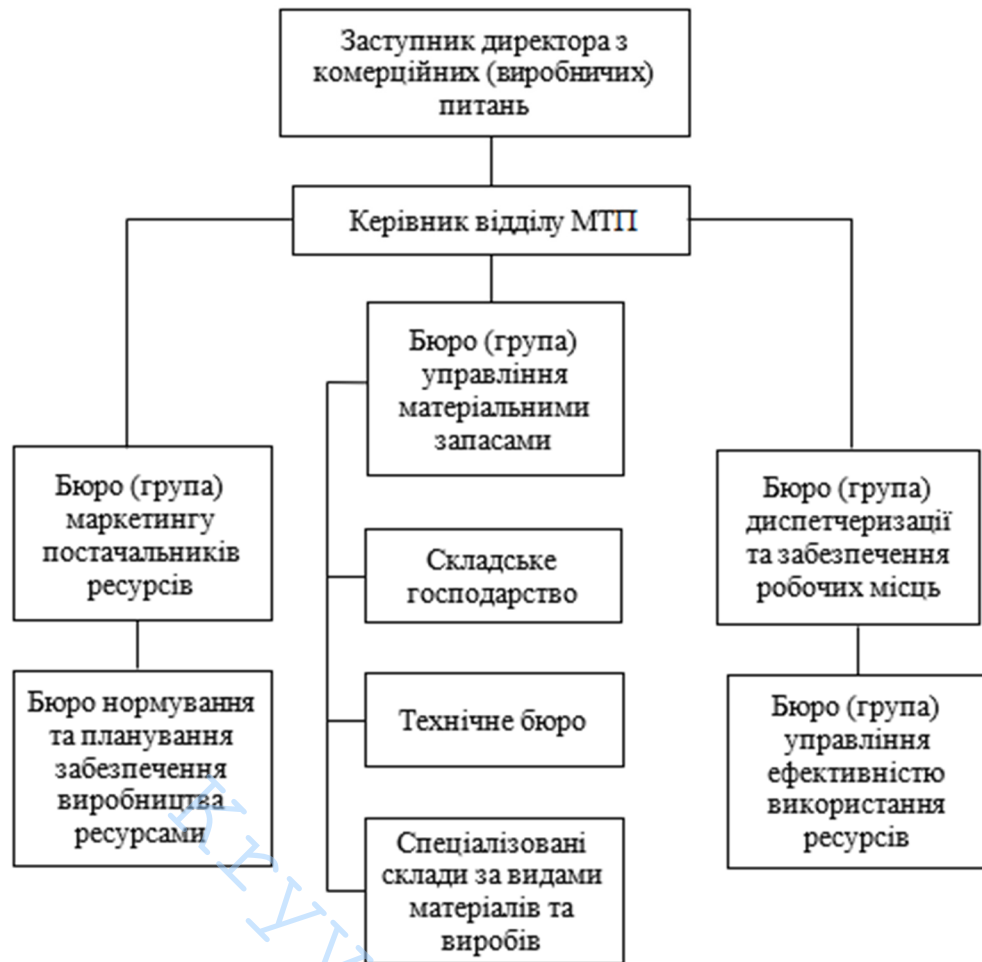 Заступник директора з
комерційних (виробничих)
питань
Керівник відділу МТП
Бюро (група)
управління
матеріальними
запасами
Бюро (група)
маркетингу
постачальників
ресурсів
Бюро (група)
диспетчеризації
та забезпечення
робочих місць
Складське
господарство
Бюро нормування
та планування
забезпечення
виробництва
ресурсами
Технічне бюро
Бюро (група)
управління
ефективністю
використання
ресурсів
Спеціалізовані
склади за видами
матеріалів та
виробів